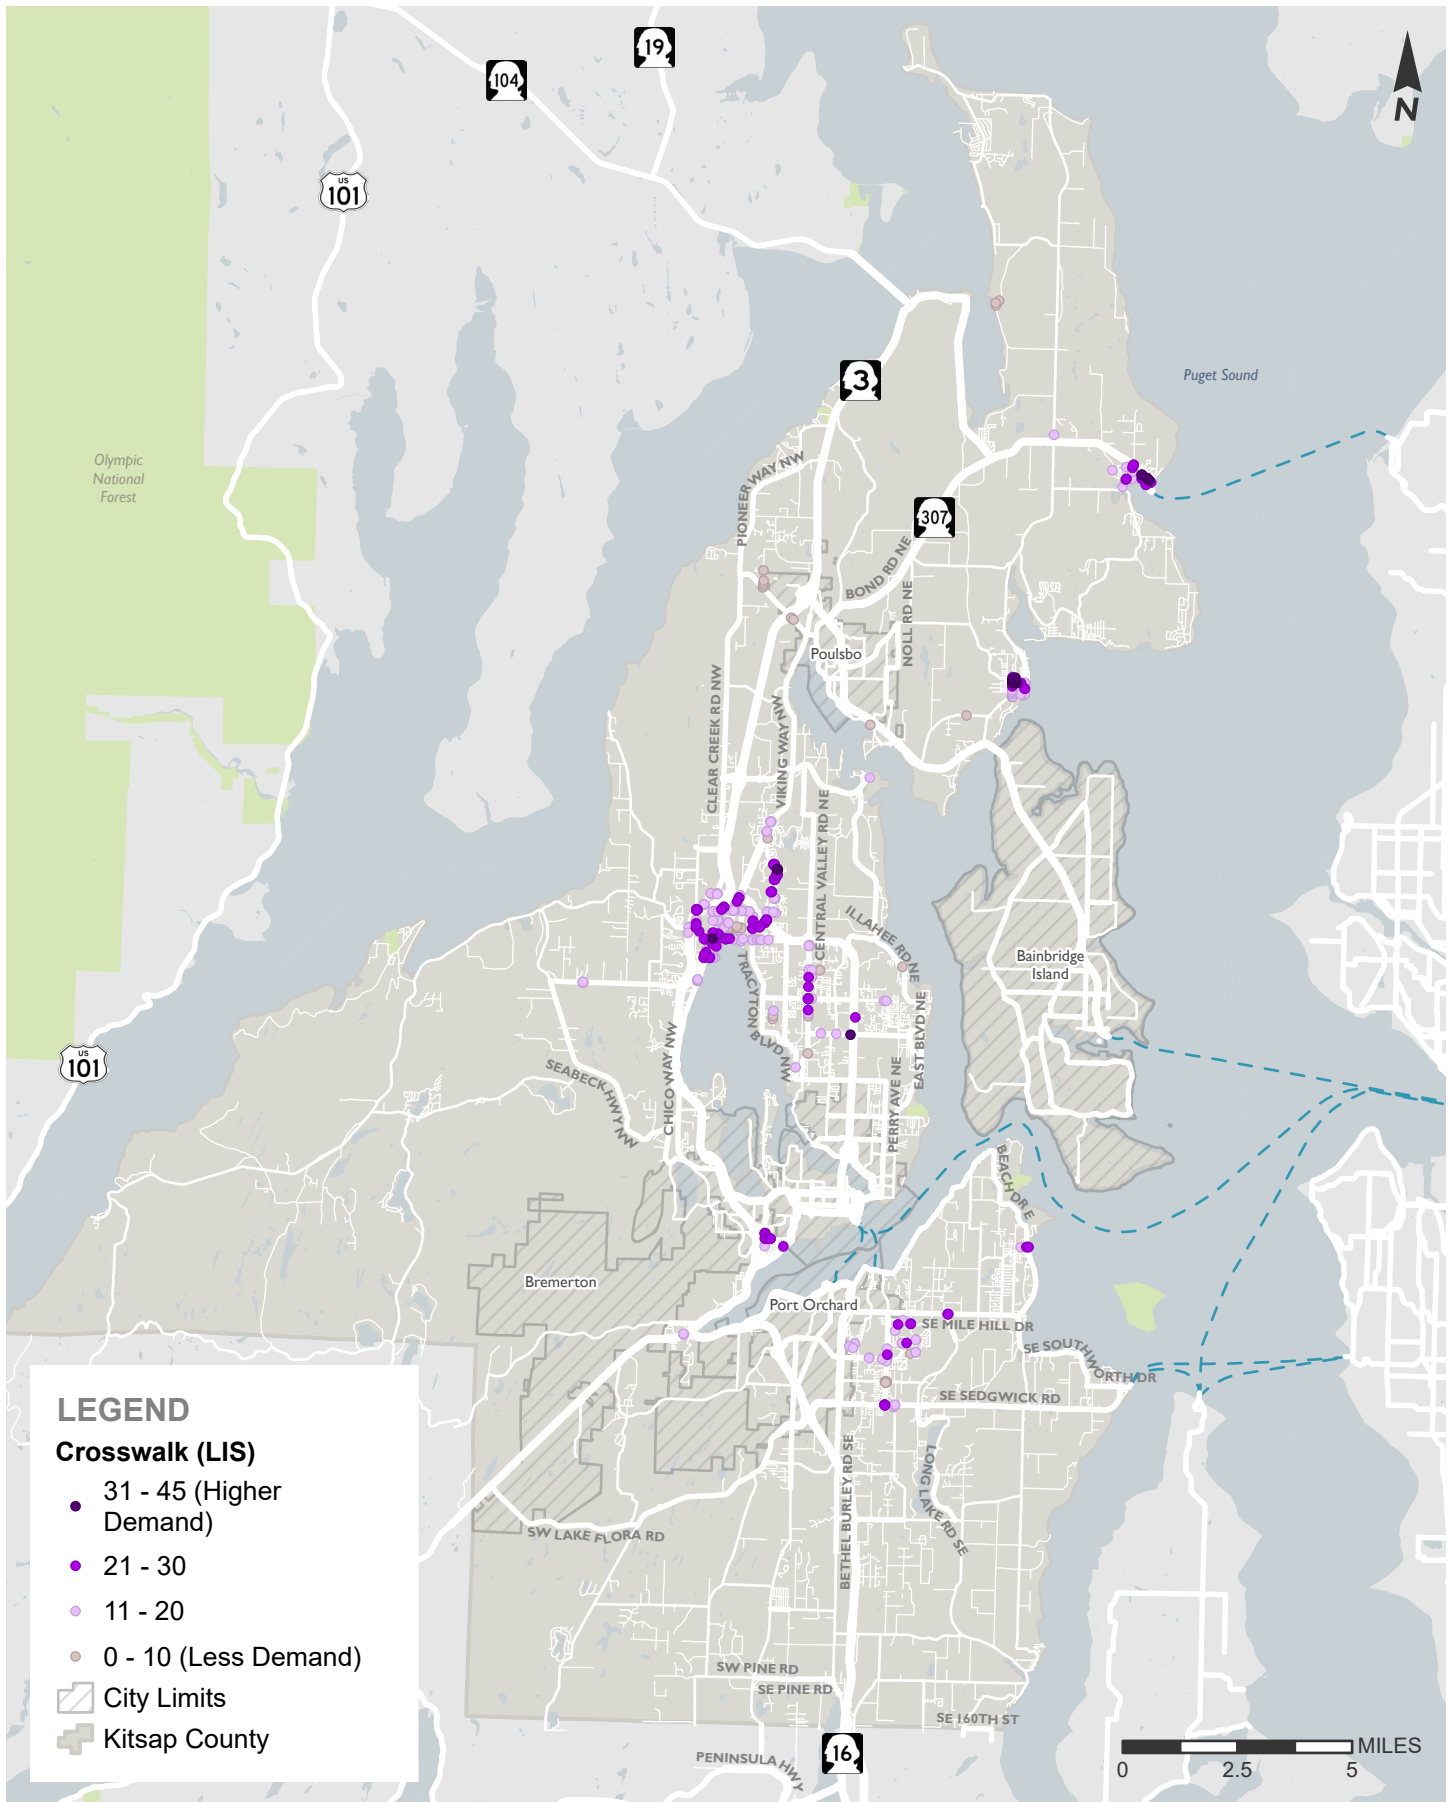 19
104
N
US
101
3
Puget Sound
Olympic
National
Forest
PIONEER WAY NW
307
BOND RD NE
NOLL RD NE
Poulsbo
CLEAR CREEK RD NW
VIKING WAY NW
CENTRAL VALLEY RD NE
ILLAHEE RD NE
Bainbridge
Island
TRACYTON BLVD NW
EAST BLVD NE
US
101
SEABECK HWY NW
CHICO WAY NW
PERRY AVE NE
BEACH DR E
Bremerton
Port Orchard
SE MILE HILL DR
SE SOUTHWORTH DR
SE SEDGWICK RD
LEGEND
Crosswalk (LIS)
31 - 45 (Higher
Demand)
21 - 30
11 - 20
0 - 10 (Less Demand)
City Limits
Kitsap County
BETHEL BURLEY RD SE
LONG LAKE RD SE
SW LAKE FLORA RD
SW PINE RD
SE PINE RD
SE 160TH ST
16
PENINSULA HWY
MILES
0 2.5 5